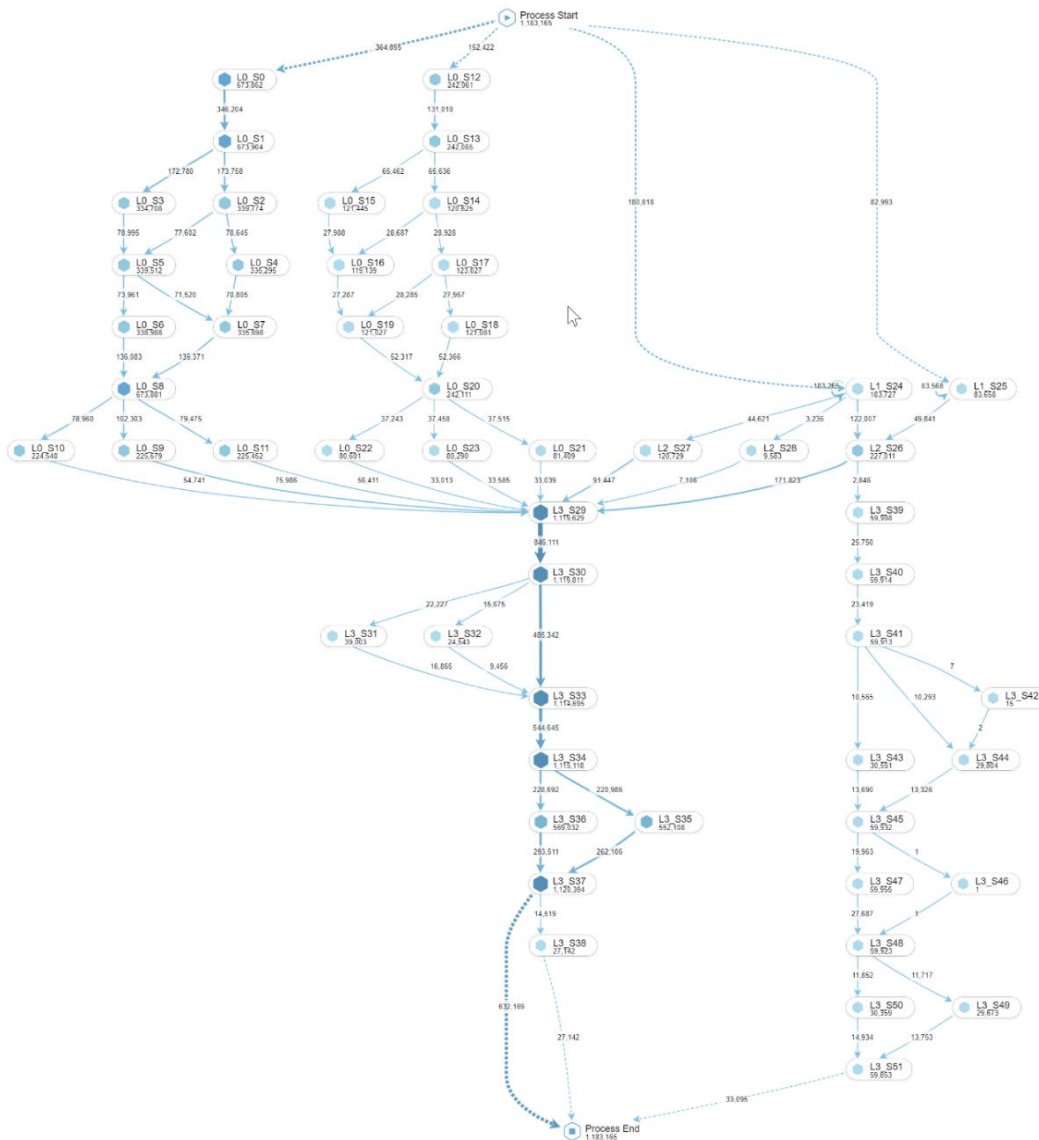 Process Start
1,183,165
364,855
152,422
L0_S0
673,862
L0_S12
242,061
346,204
131,010
L0_S1
673,904
L0_S13
242,065
172,780
173,758
65,462
65,636
180,818
82,993
L0_S3
334,708
L0_S2
339,774
L0_S15
121,445
L0_S14
120,625
78,995
77,602
78,645
27,988
28,687
28,928
L0_S5
339,512
L0_S4
335,295
L0_S16
119,139
L0_S17
123,027
73,961
71,520
70,805
27,287
28,285
27,967
L0_S6
338,988
L0_S7
335,698
L0_S19
121,027
L0_S18
121,081
136,083
135,371
52,317
52,366
L0_S8
673,881
L0_S20
242,111
183,265
L1_S24
183,727
83,568
L1_S25
83,658
78,960
102,303
79,475
37,243
37,458
37,515
44,621
3,236
122,007
49,841
L0_S10
224,548
L0_S9
225,679
L0_S11
225,452
L0_S22
80,601
L0_S23
80,290
L0_S21
81,409
L2_S27
120,729
L2_S28
9,583
L2_S26
227,011
54,741
75,986
56,411
33,013
33,585
33,039
91,447
7,106
171,823
2,846
L3_S29
1,119,629
L3_S39
59,908
846,111
25,750
L3_S30
1,119,811
L3_S40
59,914
22,227
15,675
486,342
23,419
L3_S31
39,003
L3_S32
24,543
L3_S41
59,913
16,865
9,456
10,565
10,293
7
L3_S33
1,114,695
L3_S42
15
544,645
2
L3_S34
1,115,118
L3_S43
30,551
L3_S44
29,804
228,692
220,986
13,690
13,326
L3_S36
569,032
L3_S35
552,108
L3_S45
59,932
293,511
262,106
19,963
1
L3_S37
1,120,394
L3_S47
59,956
L3_S46
1
14,519
27,687
1
L3_S38
27,142
L3_S48
59,923
632,169
11,852
11,717
L3_S50
30,359
L3_S49
29,673
27,142
14,934
13,753
L3_S51
59,853
33,095
Process End
1,183,165